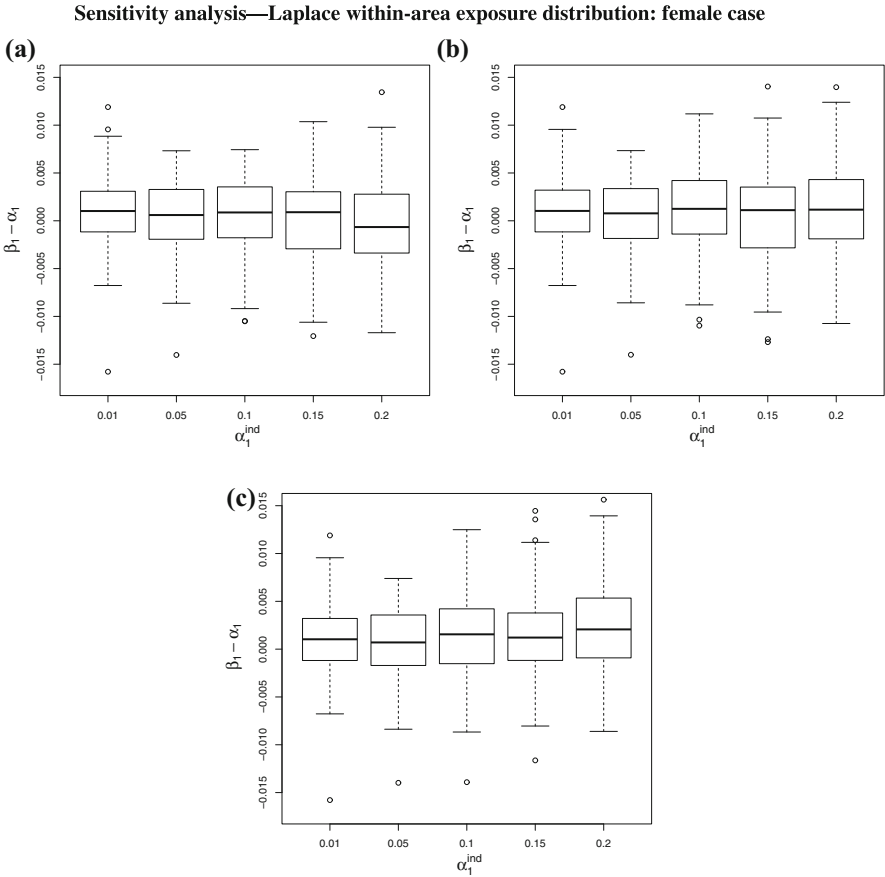 Sensitivity analysis—Laplace within-area exposure distribution: female case
(a)
0.015
0.010
0.005
0.000
−0.005
−0.010
−0.015
β₁ − α₁
0.01 0.05 0.1 0.15 0.2
α₁ⁱⁿᵈ
(b)
0.015
0.010
0.005
0.000
−0.005
−0.010
−0.015
β₁ − α₁
0.01 0.05 0.1 0.15 0.2
α₁ⁱⁿᵈ
(c)
0.015
0.010
0.005
0.000
−0.005
−0.010
−0.015
β₁ − α₁
0.01 0.05 0.1 0.15 0.2
α₁ⁱⁿᵈ